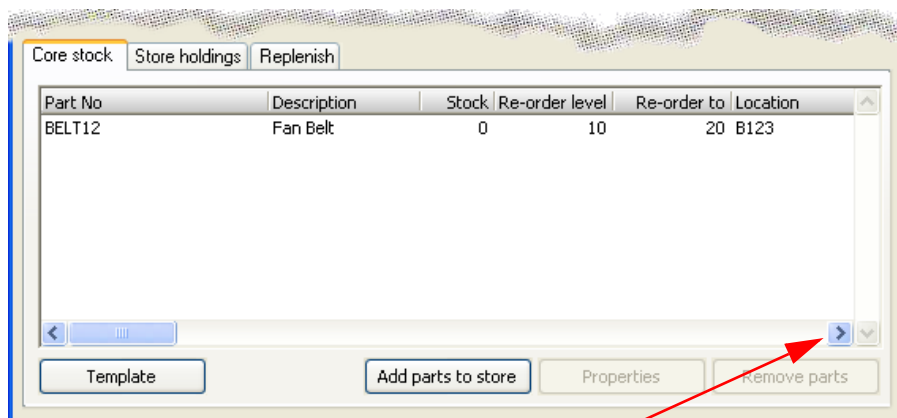 Core stock Store holdings Replenish
Part No Description Stock Re-order level Re-order to Location
BELT12 Fan Belt 0 10 20 B123
Template Add parts to store Properties Remove parts